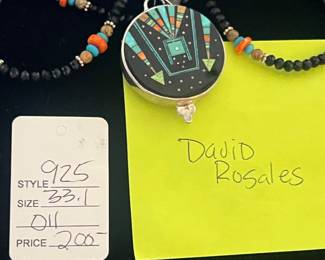 STYLE 925
SIZE 33.1
011
PRICE 200-
David
Rosales